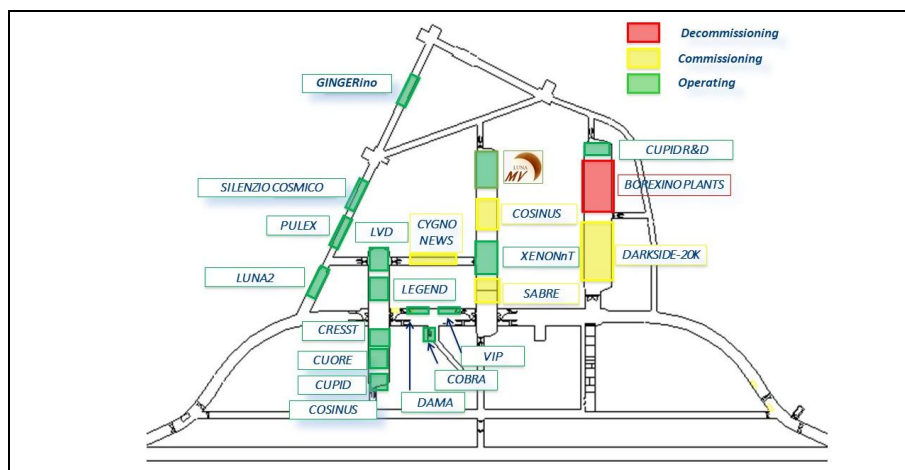 Decommissioning
Commissioning
Operating
GINGERino
CUPIDR&D
LUNA
MV
BOREXINO PLANTS
SILENZIO COSMICO
COSINUS
PULEX
LVD
CYGNO
NEWS
XENONnT
DARKSIDE-20K
LUNA2
LEGEND
SABRE
CRESST
VIP
CUORE
COBRA
CUPID
DAMA
COSINUS